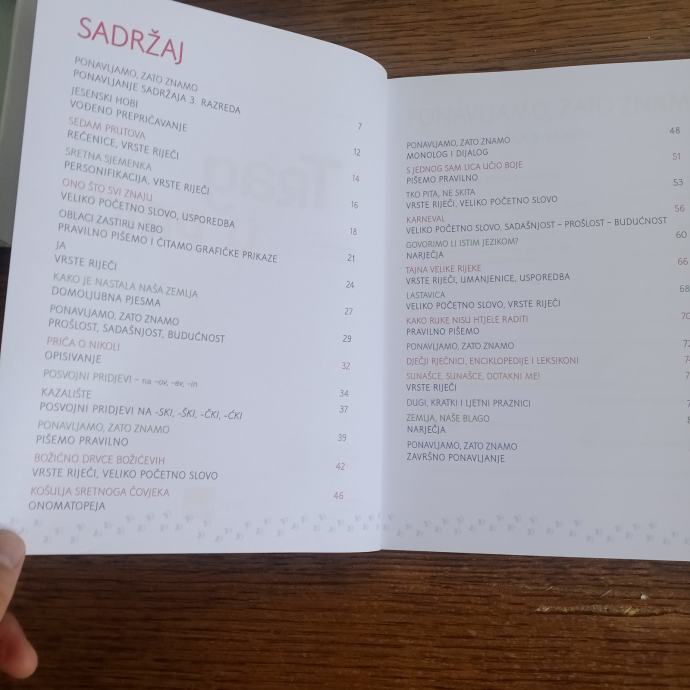 SADRŽAJ
PONAVLJAMO, ZATO ZNAMO
PONAVLJANJE SADRŽAJA 3. RAZREDA
7
JESENSKI HOBI
VOĐENO PREPRIČAVANJE
12
SEDAM PRUTOVA
REČENICE, VRSTE RIJEČI
14
SRETNA SJEMENKA
PERSONIFIKACIJA, VRSTE RIJEČI
16
ONO ŠTO SVI ZNAJU
VELIKO POČETNO SLOVO, USPOREDBA
18
OBLACI ZASTIRU NEBO
PRAVILNO PIŠEMO I ČITAMO GRAFIČKE PRIKAZE
21
JA
VRSTE RIJEČI
24
KAKO JE NASTALA NAŠA ZEMLJA
DOMOLJUBNA PJESMA
27
PONAVLJAMO, ZATO ZNAMO
PROŠLOST, SADAŠNJOST, BUDUĆNOST
29
PRIČA O NIKOLI
OPISIVANJE
32
POSVOJNI PRIDJEVI – na -ov, -ev, -in
34
KAZALIŠTE
POSVOJNI PRIDJEVI NA -SKI, -ŠKI, -ČKI, -ĆKI
37
PONAVLJAMO, ZATO ZNAMO
PIŠEMO PRAVILNO
39
BOŽIĆNO DRVCE BOŽIĆEVIH
VRSTE RIJEČI, VELIKO POČETNO SLOVO
42
KOŠULJA SRETNOGA ČOVJEKA
ONOMATOPEJA
46
PONAVLJAMO, ZATO ZNAMO
MONOLOG I DIJALOG
48
S JEDNOG SAM LICA UČIO BOJE
PIŠEMO PRAVILNO
51
TKO PITA, NE SKITA
VRSTE RIJEČI, VELIKO POČETNO SLOVO
53
KARNEVAL
VELIKO POČETNO SLOVO, SADAŠNJOST – PROŠLOST – BUDUĆNOST
56
GOVORIMO LI ISTIM JEZIKOM?
NARJEČJA
60
TAJNA VELIKE RIJEKE
VRSTE RIJEČI, UMANJENICE, USPOREDBA
66
LASTAVICA
VELIKO POČETNO SLOVO, VRSTE RIJEČI
68
KAKO RUKE NISU HTJELE RADITI
PRAVILNO PIŠEMO
PONAVLJAMO, ZATO ZNAMO
DJEČJI RJEČNICI, ENCIKLOPEDIJE I LEKSIKONI
SUNAŠCE, SUNAŠCE, DOTAKNI ME!
VRSTE RIJEČI
DUGI, KRATKI I LJETNI PRAZNICI
ZEMLJA, NAŠE BLAGO
NARJEČJA
PONAVLJAMO, ZATO ZNAMO
ZAVRŠNO PONAVLJANJE